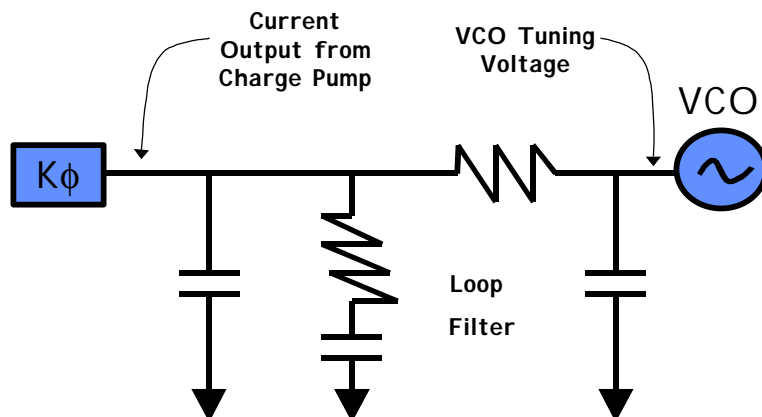 Current
Output from
Charge Pump
VCO Tuning
Voltage
VCO
Kϕ
Loop
Filter